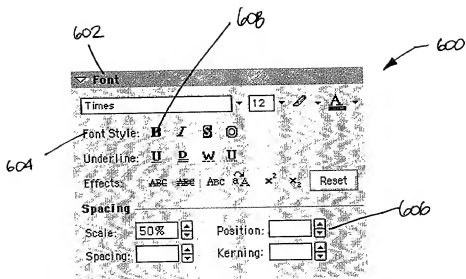 608
602
600
Font
Times 12 A
Font Style: B I S O
604
Underline: U D W U
Effects: ABC ABC ABC aA x² x₂ Reset
Spacing
606
Scale: 50% Position:
Spacing: Kerning: